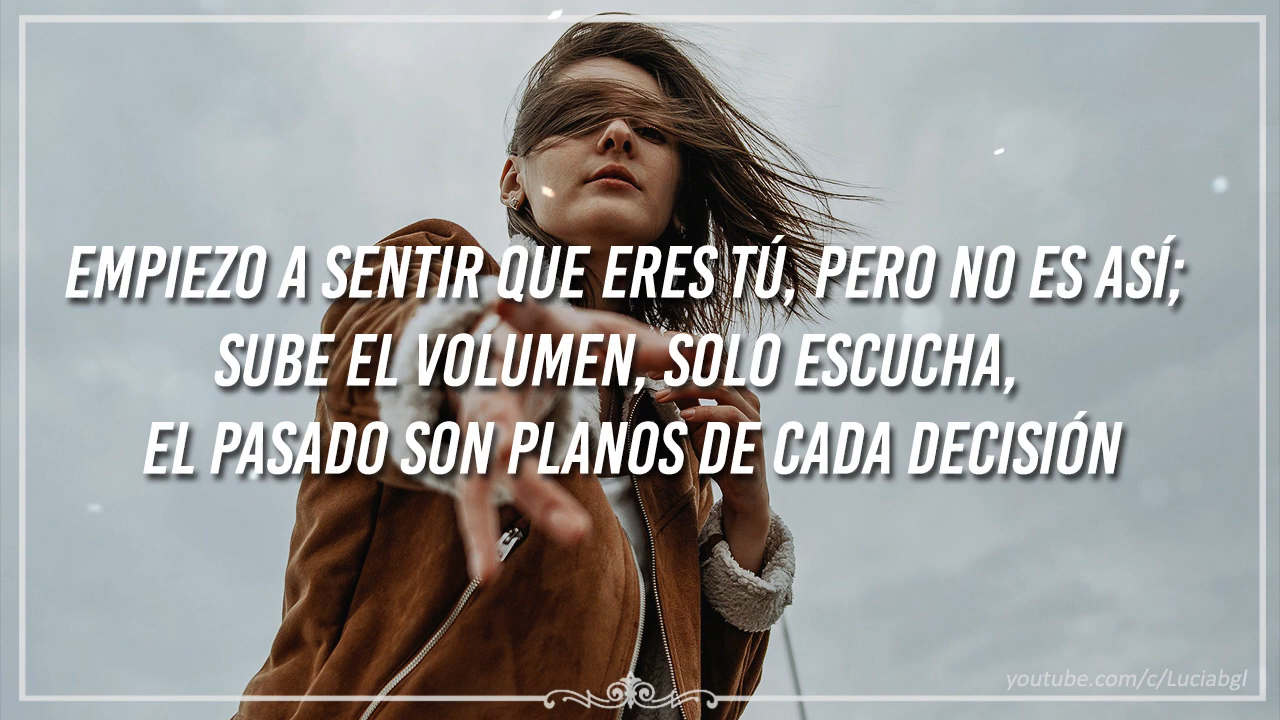 EMPIEZO A SENTIR QUE ERES TÚ, PERO NO ES ASÍ;
SUBE EL VOLUMEN, SOLO ESCUCHA,
EL PASADO SON PLANOS DE CADA DECISIÓN
youtube.com/c/Luciabgl